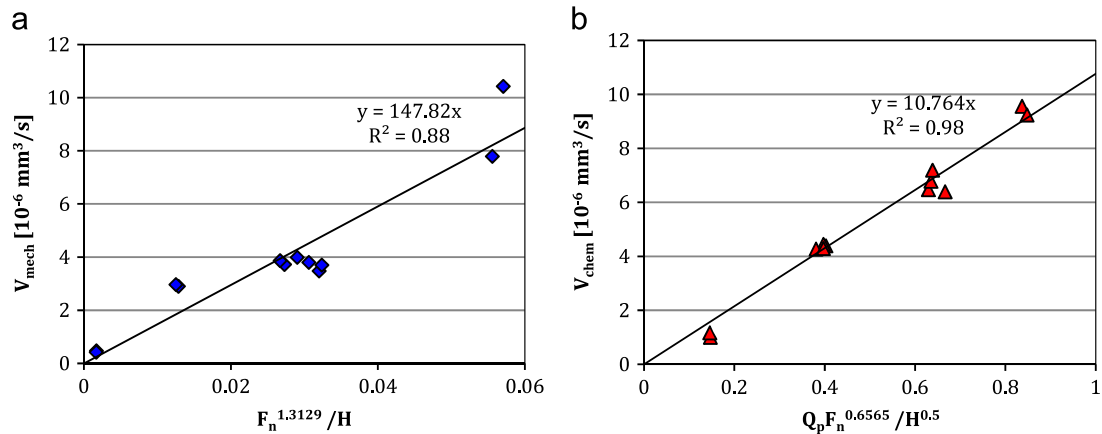 a
12
10
8
6
4
2
0
V_mech [10⁻⁶ mm³/s]
y = 147.82x
R² = 0.88
0 0.02 0.04 0.06
Fₙ^1.3129 /H
b
12
10
8
6
4
2
0
V_chem [10⁻⁶ mm³/s]
y = 10.764x
R² = 0.98
0 0.2 0.4 0.6 0.8 1
QₚFₙ^0.6565 /H^0.5